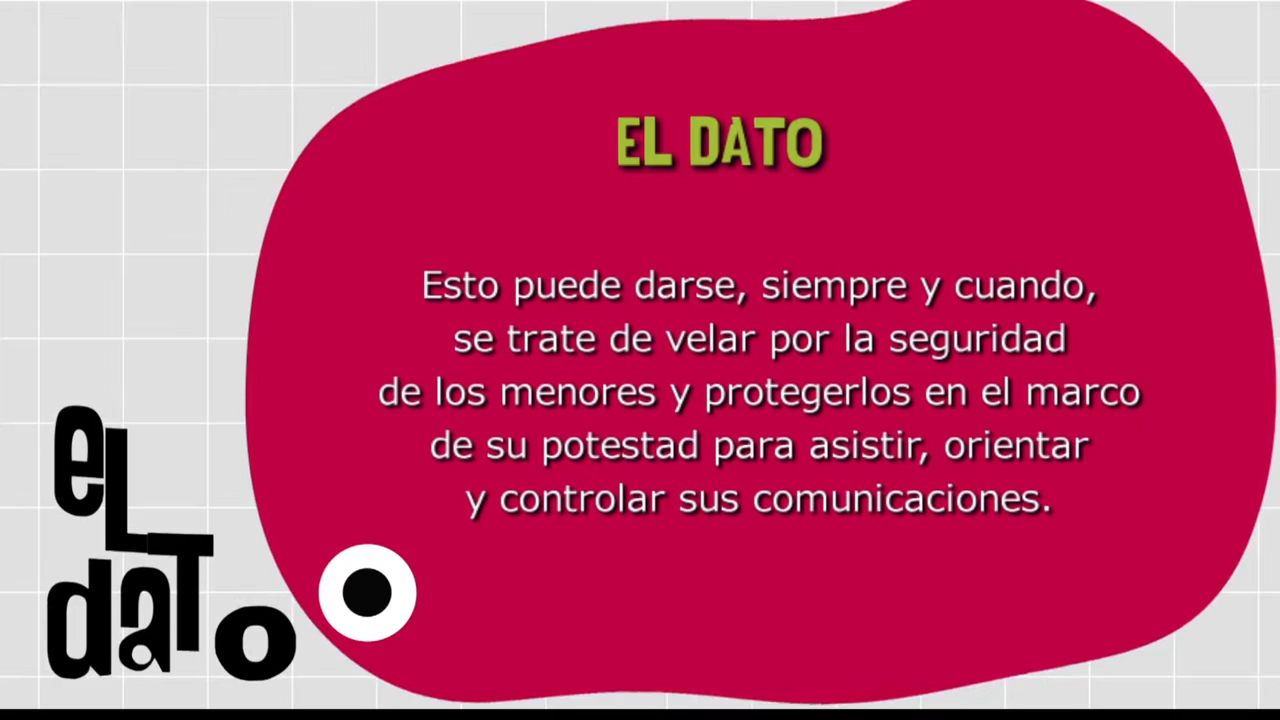 EL DATO
Esto puede darse, siempre y cuando,
se trate de velar por la seguridad
de los menores y protegerlos en el marco
de su potestad para asistir, orientar
y controlar sus comunicaciones.
eL
daTo